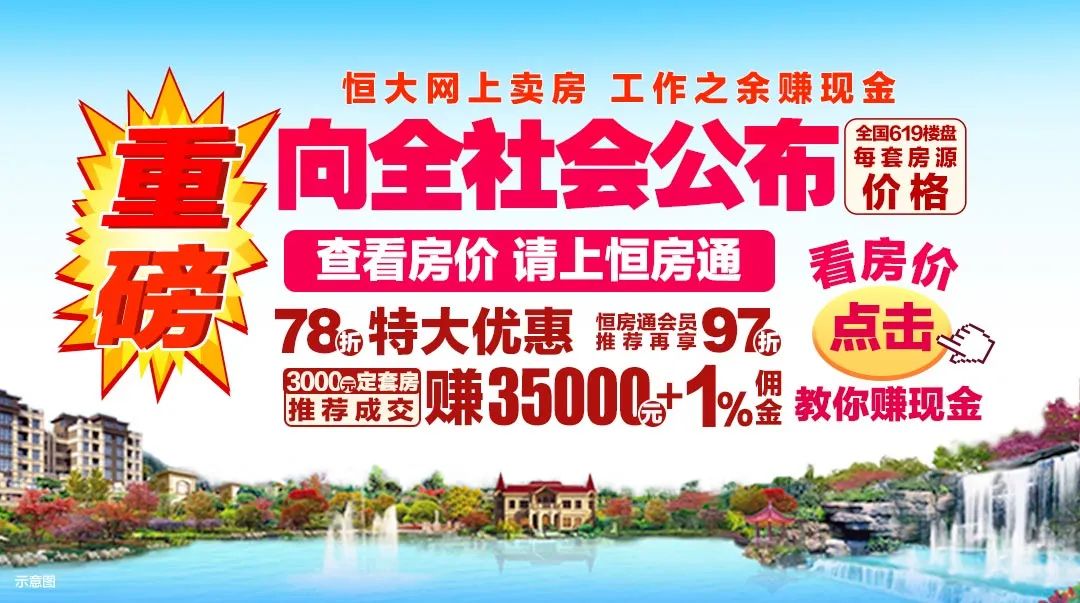 重磅
恒大网上卖房 工作之余赚现金
向全社会公布
全国619楼盘
每套房源
价格
查看房价 请上恒房通
78折特大优惠
恒房通会员
推荐再享
97折
3000元定套房
推荐成交
赚35000元+1%佣金
看房价
点击
教你赚现金
示意图